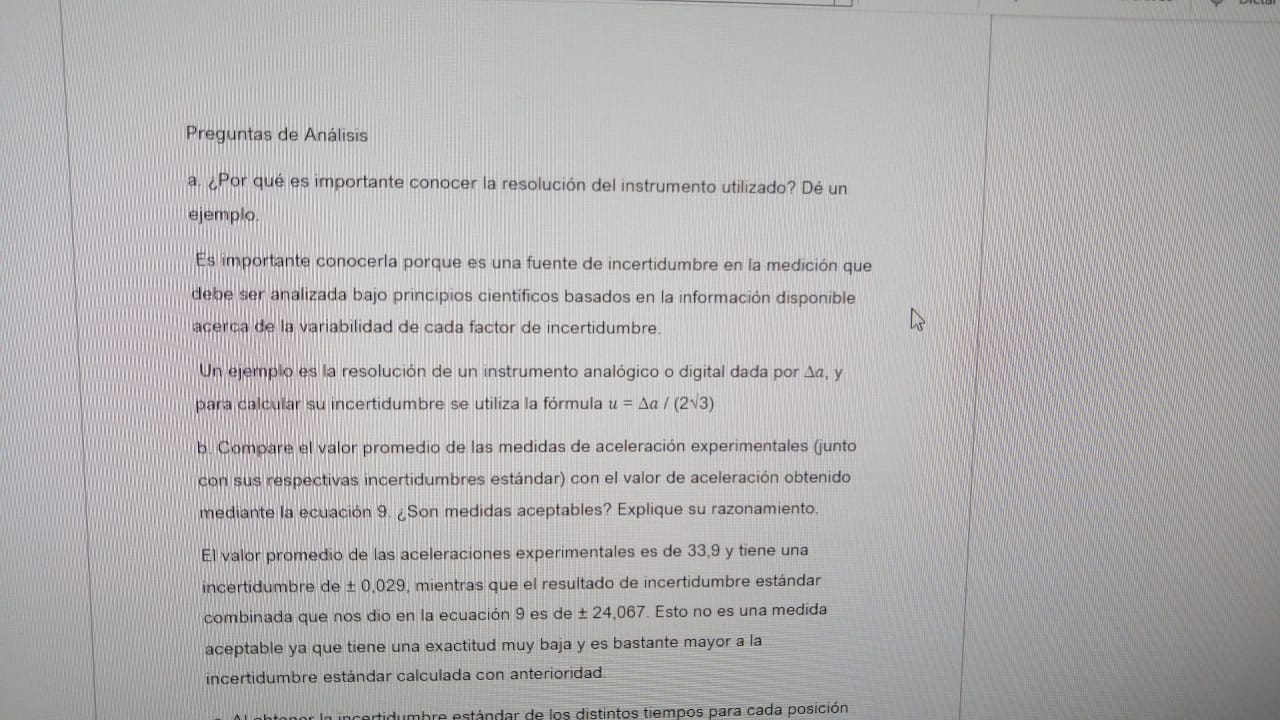 Preguntas de Análisis
a. ¿Por qué es importante conocer la resolución del instrumento utilizado? Dé un
ejemplo.
Es importante conocerla porque es una fuente de incertidumbre en la medición que
debe ser analizada bajo principios científicos basados en la información disponible
acerca de la variabilidad de cada factor de incertidumbre.
Un ejemplo es la resolución de un instrumento analógico o digital dada por Δa, y
para calcular su incertidumbre se utiliza la fórmula u = Δa / (2√3)
b. Compare el valor promedio de las medidas de aceleración experimentales (junto
con sus respectivas incertidumbres estándar) con el valor de aceleración obtenido
mediante la ecuación 9. ¿Son medidas aceptables? Explique su razonamiento.
El valor promedio de las aceleraciones experimentales es de 33,9 y tiene una
incertidumbre de ± 0,029, mientras que el resultado de incertidumbre estándar
combinada que nos dio en la ecuación 9 es de ± 24,067. Esto no es una medida
aceptable ya que tiene una exactitud muy baja y es bastante mayor a la
incertidumbre estándar calculada con anterioridad.
Al obtener la incertidumbre estándar de los distintos tiempos para cada posición